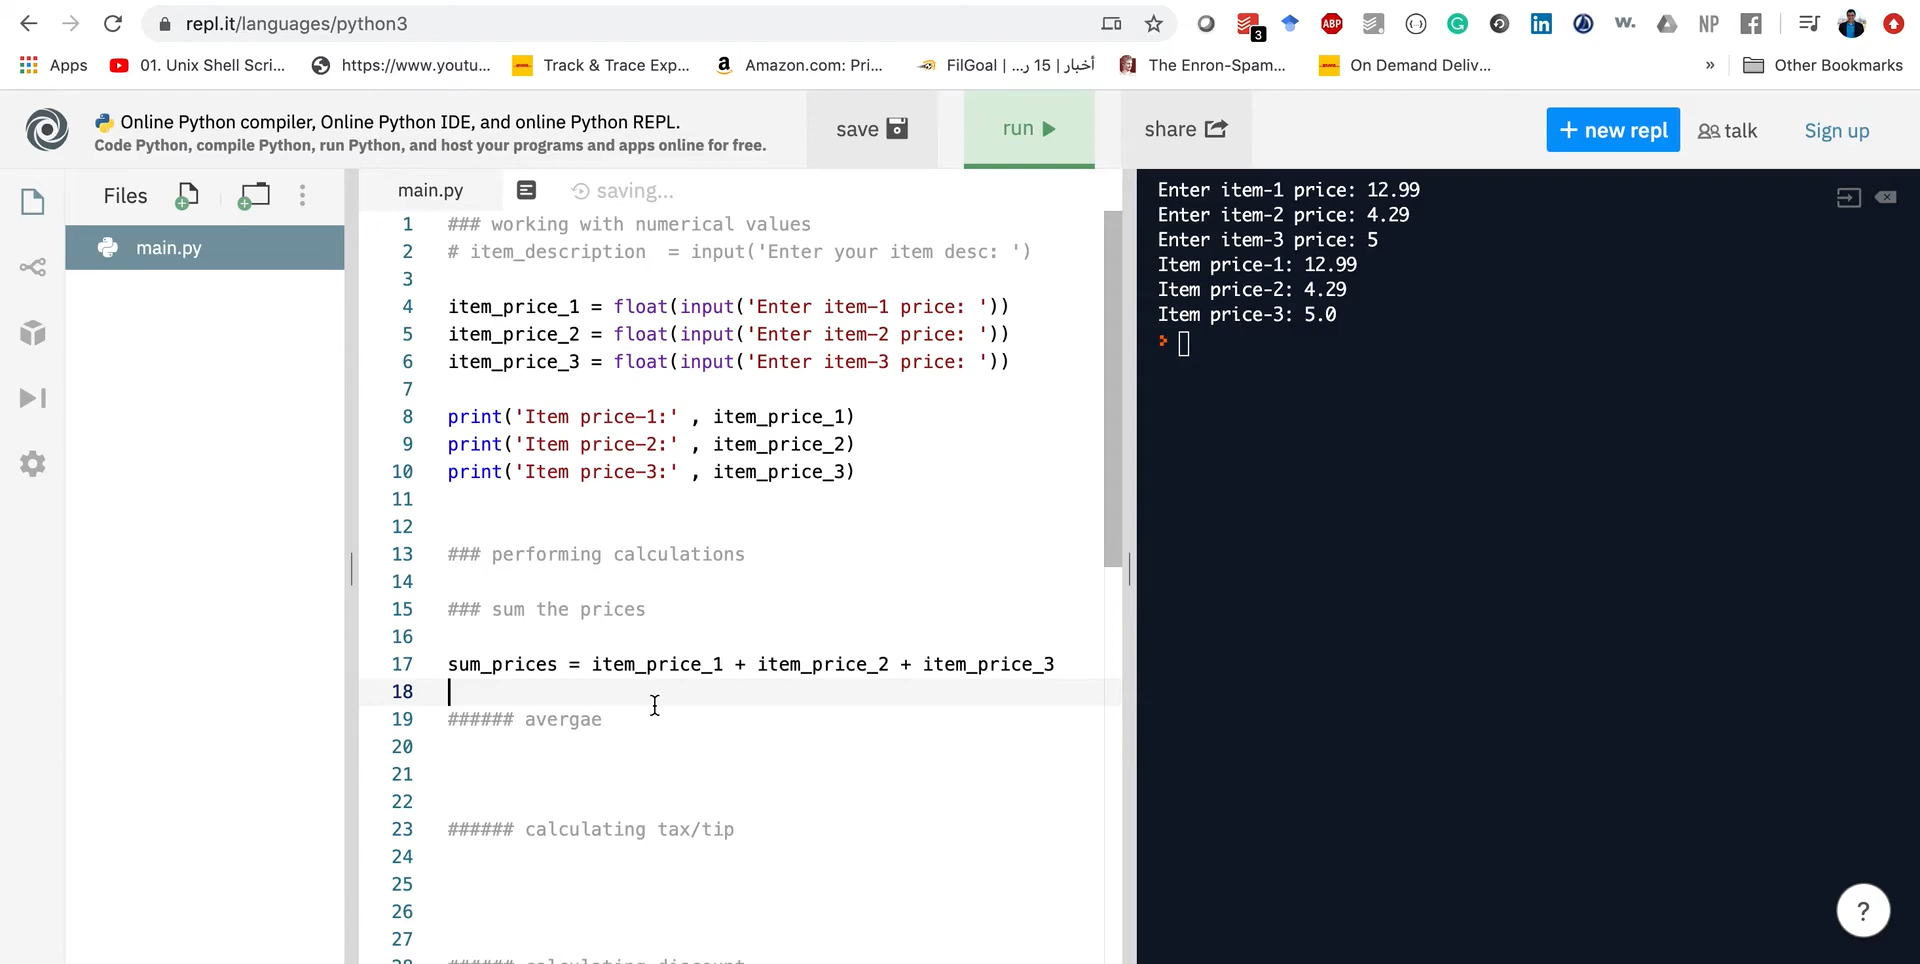 repl.it/languages/python3
3
ABP
w.
NP
Apps
01. Unix Shell Scri...
https://www.youtu...
Track & Trace Exp...
Amazon.com: Pri...
FilGoal | ...أخبار | 15 ر
The Enron-Spam...
On Demand Deliv...
»
Other Bookmarks
Online Python compiler, Online Python IDE, and online Python REPL.
Code Python, compile Python, run Python, and host your programs and apps online for free.
save
run
share
+ new repl
talk
Sign up
Files
main.py
main.py
saving...
1 ### working with numerical values
2 # item_description  = input('Enter your item desc: ')
3
4 item_price_1 = float(input('Enter item-1 price: '))
5 item_price_2 = float(input('Enter item-2 price: '))
6 item_price_3 = float(input('Enter item-3 price: '))
7
8 print('Item price-1:' , item_price_1)
9 print('Item price-2:' , item_price_2)
10 print('Item price-3:' , item_price_3)
11
12
13 ### performing calculations
14
15 ### sum the prices
16
17 sum_prices = item_price_1 + item_price_2 + item_price_3
18
19 ###### avergae
20
21
22
23 ###### calculating tax/tip
24
25
26
27
28 ###### calculating discount
Enter item-1 price: 12.99
Enter item-2 price: 4.29
Enter item-3 price: 5
Item price-1: 12.99
Item price-2: 4.29
Item price-3: 5.0
?